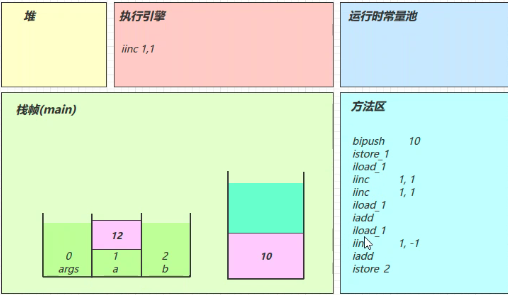 堆
执行引擎
iinc 1,1
运行时常量池
栈帧(main)
12
0 1 2
args a b
10
方法区
bipush 10
istore_1
iload_1
iinc 1, 1
iinc 1, 1
iload_1
iadd
iload_1
iinc 1, -1
iadd
istore 2